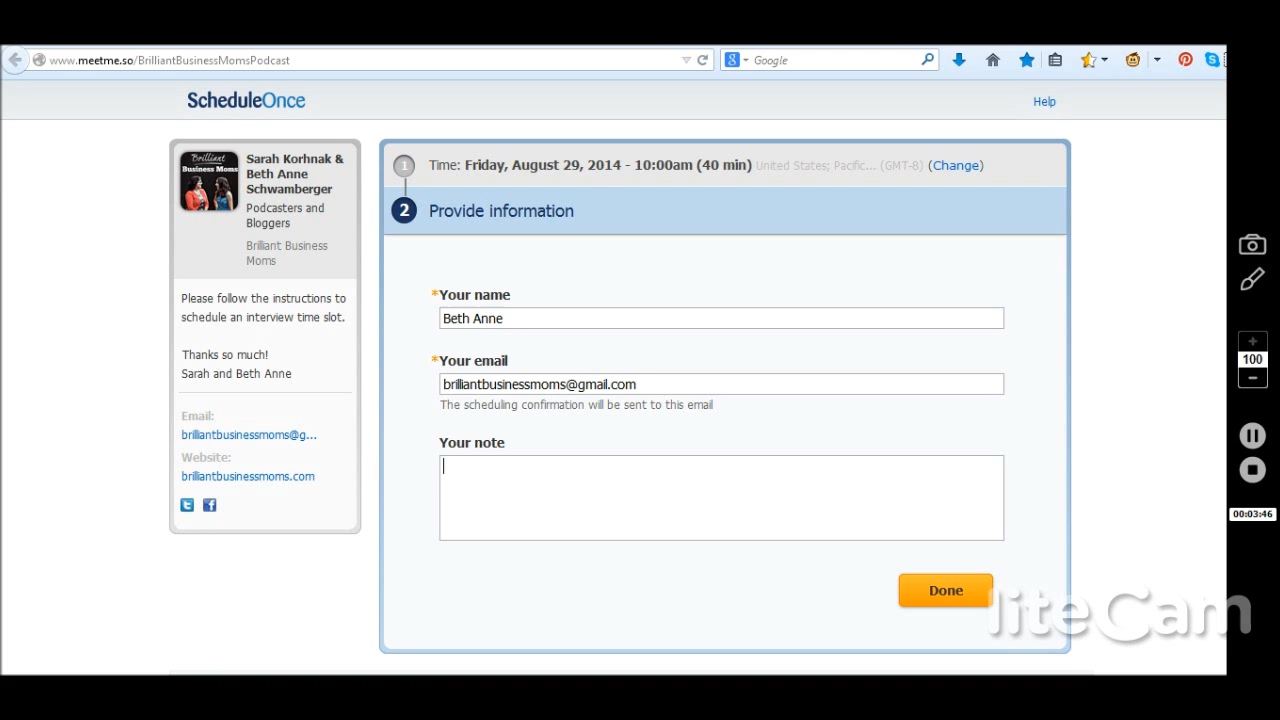 www.meetme.so/BrilliantBusinessMomsPodcast
Google
ScheduleOnce
Help
Brilliant
Business Moms
Sarah Korhnak &
Beth Anne
Schwamberger
Podcasters and
Bloggers
Brilliant Business
Moms
Please follow the instructions to
schedule an interview time slot.
Thanks so much!
Sarah and Beth Anne
Email:
brilliantbusinessmoms@g...
Website:
brilliantbusinessmoms.com
1
Time: Friday, August 29, 2014 - 10:00am (40 min) United States; Pacific... (GMT-8) (Change)
2
Provide information
*Your name
Beth Anne
*Your email
brilliantbusinessmoms@gmail.com
The scheduling confirmation will be sent to this email
Your note
Done
100
00:03:46
liteCam